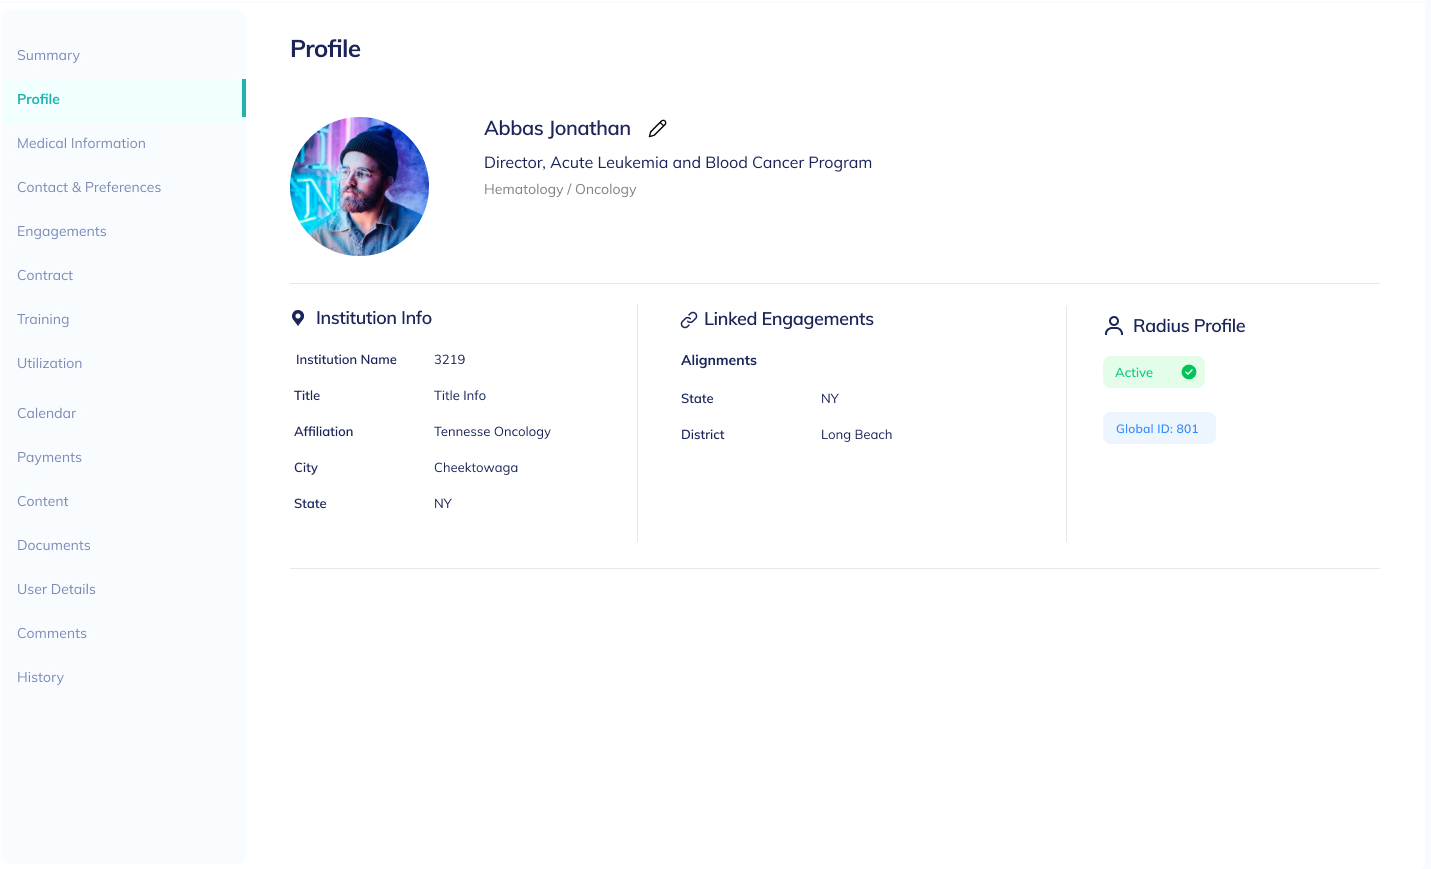 Summary
Profile
Medical Information
Contact & Preferences
Engagements
Contract
Training
Utilization
Calendar
Payments
Content
Documents
User Details
Comments
History
Profile
Abbas Jonathan
Director, Acute Leukemia and Blood Cancer Program
Hematology / Oncology
Institution Info
Institution Name 3219
Title Title Info
Affiliation Tennesse Oncology
City Cheektowaga
State NY
Linked Engagements
Alignments
State NY
District Long Beach
Radius Profile
Active
Global ID: 801